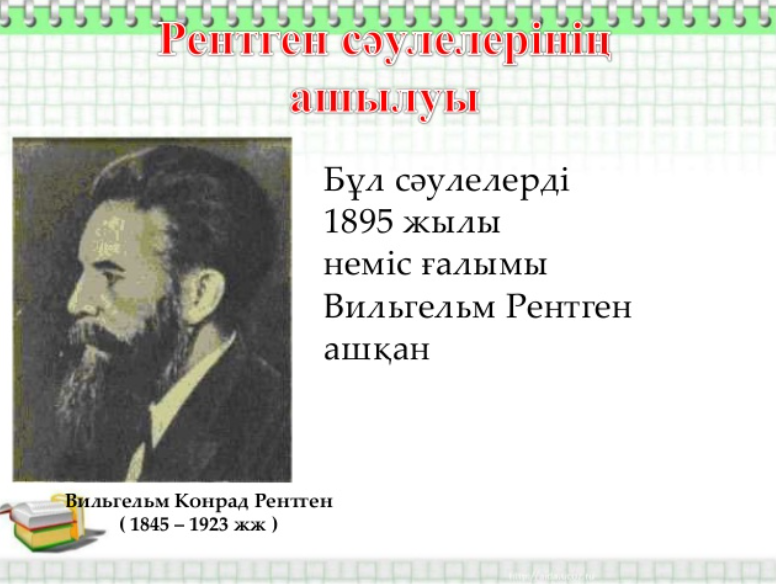 Рентген сәулелерінің
ашылуы
Бұл сәулелерді
1895 жылы
неміс ғалымы
Вильгельм Рентген
ашқан
Вильгельм Конрад Рентген
( 1845 – 1923 жж )